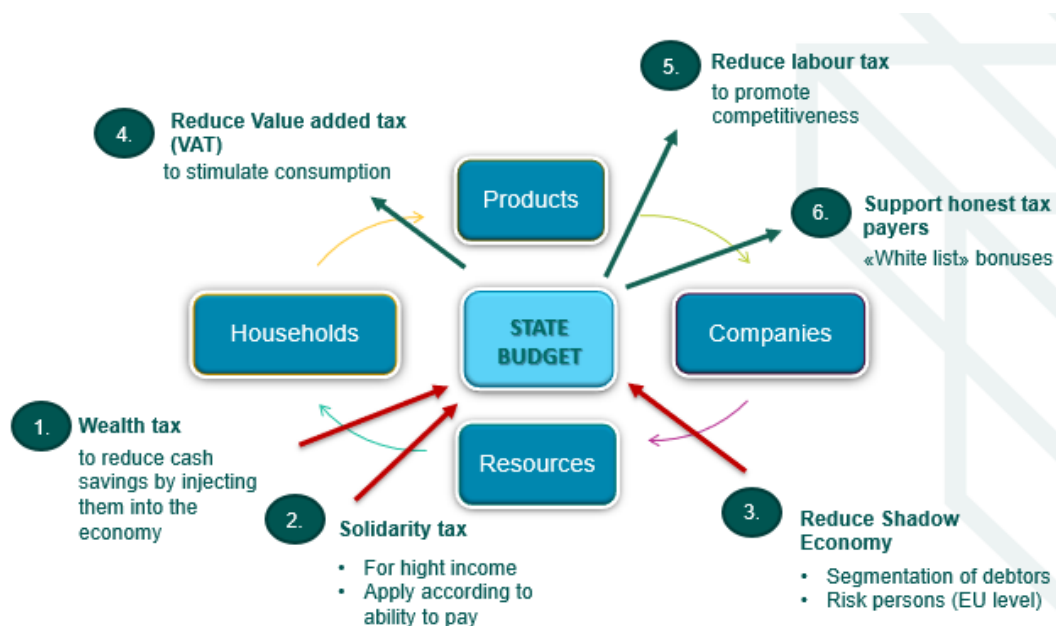 5.
Reduce labour tax
to promote
competitiveness
4.
Reduce Value added tax
(VAT)
to stimulate consumption
Products
6.
Support honest tax
payers
«White list» bonuses
Households
STATE
BUDGET
Companies
1.
Wealth tax
to reduce cash
savings by injecting
them into the
economy
Resources
2.
Solidarity tax
• For hight income
• Apply according to
ability to pay
3.
Reduce Shadow
Economy
• Segmentation of debtors
• Risk persons (EU level)